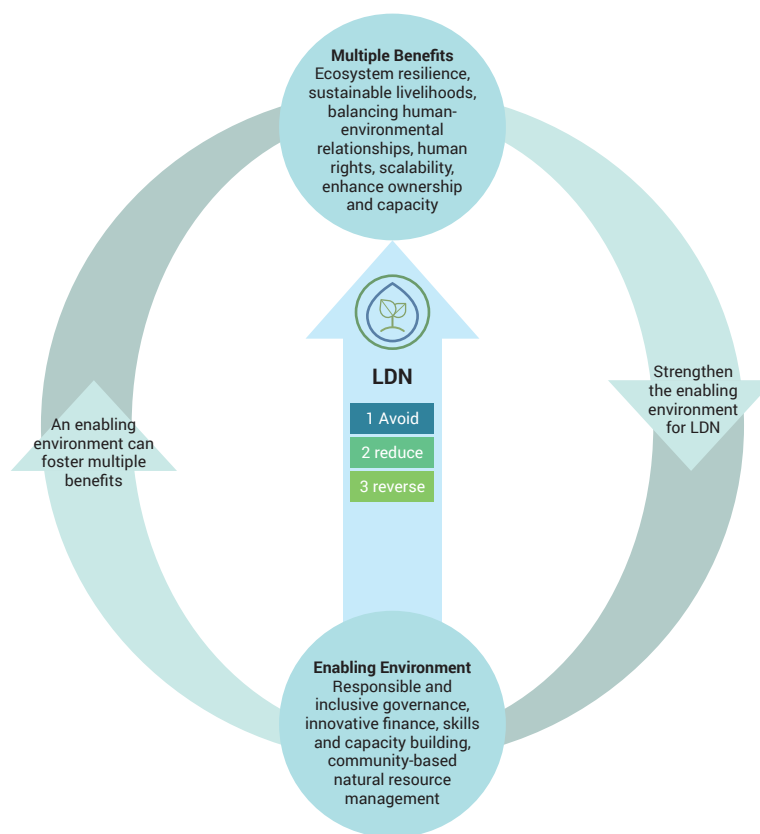 Multiple Benefits
Ecosystem resilience,
sustainable livelihoods,
balancing human-
environmental
relationships, human
rights, scalability,
enhance ownership
and capacity
LDN
1 Avoid
2 reduce
3 reverse
An enabling
environment can
foster multiple
benefits
Strengthen
the enabling
environment
for LDN
Enabling Environment
Responsible and
inclusive governance,
innovative finance, skills
and capacity building,
community-based
natural resource
management